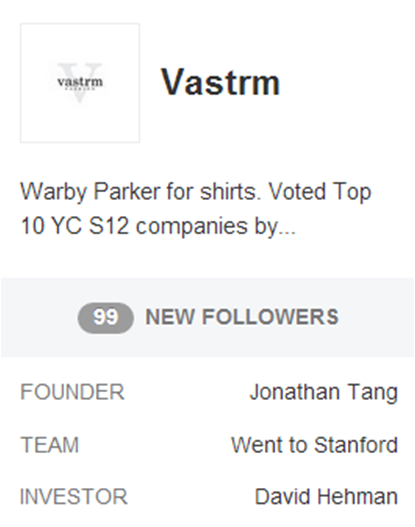 V
vastrm
FASHION
Vastrm
Warby Parker for shirts. Voted Top
10 YC S12 companies by...
99 NEW FOLLOWERS
FOUNDER Jonathan Tang
TEAM Went to Stanford
INVESTOR David Hehman